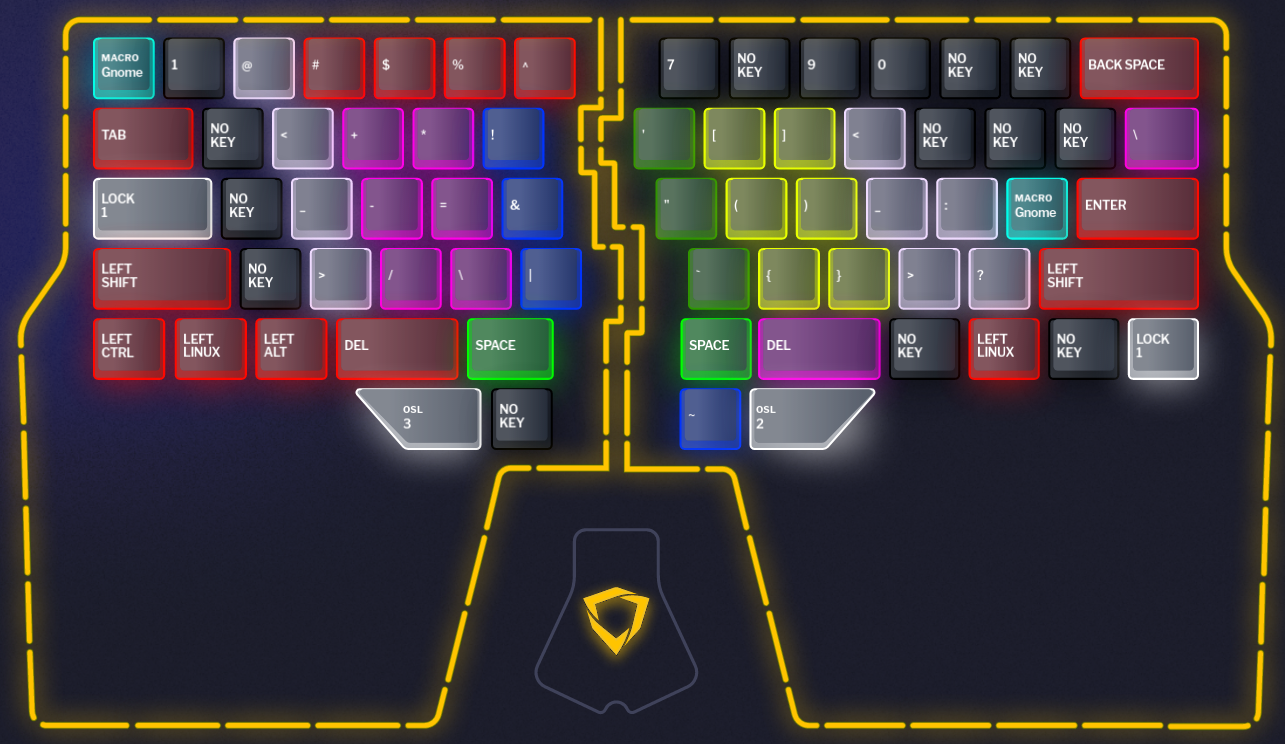 MACRO
Gnome
1
@
#
$
%
^
7
NO
KEY
9
0
NO
KEY
NO
KEY
BACK SPACE
TAB
NO
KEY
<
+
*
!
'
[
]
<
NO
KEY
NO
KEY
NO
KEY
\
LOCK
1
NO
KEY
_
-
=
&
"
(
)
_
:
MACRO
Gnome
ENTER
LEFT
SHIFT
NO
KEY
>
/
\
|
`
{
}
>
?
LEFT
SHIFT
LEFT
CTRL
LEFT
LINUX
LEFT
ALT
DEL
SPACE
SPACE
DEL
NO
KEY
LEFT
LINUX
NO
KEY
LOCK
1
OSL
3
NO
KEY
~
OSL
2